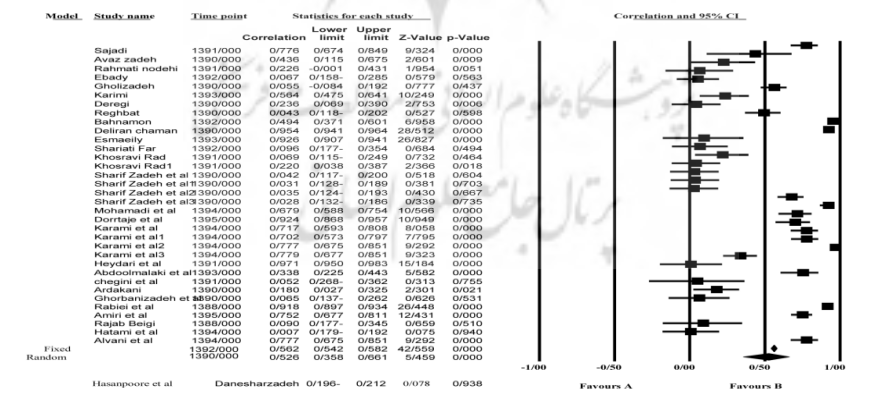 Model Study name Time point Statistics for each study Correlation and 95% CI
Correlation Lower limit Upper limit Z-Value p-Value
Sajadi 1391/000 0/776 0/674 0/849 9/324 0/000
Avaz zadeh 1390/000 0/436 0/115 0/675 2/601 0/009
Rahmati nodehi 1391/000 0/226 -0/001 0/431 1/954 0/051
Ebady 1392/000 0/067 0/158- 0/285 0/579 0/563
Gholizadeh 1390/000 0/055 -0/084 0/192 0/777 0/437
Karimi 1393/000 0/564 0/475 0/641 10/249 0/000
Deregi 1390/000 0/236 0/069 0/390 2/753 0/006
Reghbat 1390/000 0/043 0/118- 0/202 0/527 0/598
Bahnamon 1392/000 0/494 0/371 0/601 6/958 0/000
Deliran chaman 1390/000 0/954 0/941 0/964 28/512 0/000
Esmaeily 1393/000 0/926 0/907 0/941 26/827 0/000
Shariati Far 1392/000 0/096 0/177- 0/354 0/684 0/494
Khosravi Rad 1391/000 0/069 0/115- 0/249 0/732 0/464
Khosravi Rad1 1391/000 0/220 0/038 0/387 2/366 0/018
Sharif Zadeh et al 1390/000 0/042 0/117- 0/200 0/518 0/604
Sharif Zadeh et al1 1390/000 0/031 0/128- 0/189 0/381 0/703
Sharif Zadeh et al2 1390/000 0/035 0/124- 0/193 0/430 0/667
Sharif Zadeh et al3 1390/000 0/028 0/132- 0/186 0/339 0/735
Mohamadi et al 1394/000 0/679 0/588 0/754 10/566 0/000
Dorrtaje et al 1395/000 0/924 0/868 0/957 10/949 0/000
Karami et al 1394/000 0/717 0/593 0/808 8/058 0/000
Karami et al1 1394/000 0/702 0/573 0/797 7/795 0/000
Karami et al2 1394/000 0/777 0/675 0/851 9/292 0/000
Karami et al3 1394/000 0/779 0/677 0/851 9/323 0/000
Heydari et al 1391/000 0/971 0/950 0/983 15/184 0/000
Abdoolmalaki et al 1393/000 0/338 0/225 0/443 5/582 0/000
chegini et al 1391/000 0/052 0/268- 0/362 0/313 0/755
Ardakani 1390/000 0/180 0/027 0/325 2/301 0/021
Ghorbanizadeh et al 1390/000 0/065 0/137- 0/262 0/626 0/531
Rabiei et al 1388/000 0/918 0/897 0/934 26/448 0/000
Amiri et al 1395/000 0/752 0/677 0/811 12/431 0/000
Rajab Beigi 1388/000 0/090 0/177- 0/345 0/659 0/510
Hatami et al 1394/000 0/007 0/179- 0/192 0/075 0/940
Alvani et al 1394/000 0/777 0/675 0/851 9/292 0/000
Fixed 1392/000 0/562 0/542 0/582 42/559 0/000
Random 1390/000 0/526 0/358 0/661 5/459 0/000
-1/00 -0/50 0/00 0/50 1/00
Hasanpoore et al Danesharzadeh 0/196- 0/212 0/078 0/938
Favours A Favours B